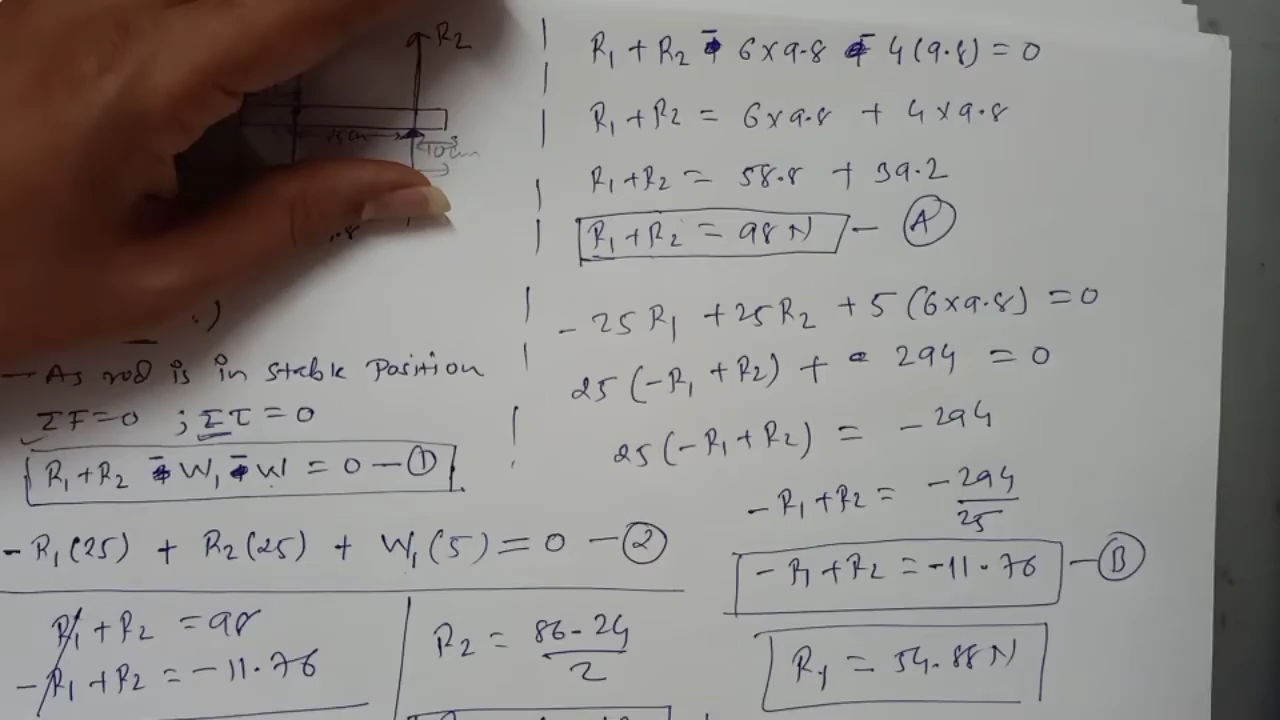 R2
10cm
— As rod is in stable Position
ΣF=0 ; Στ = 0
R1+R2 - W1 - W = 0 — ①
- R1(25) + R2(25) + W1(5) = 0 — ②
R1 + R2 = 98
-R1 + R2 = -11.76
R2 = 86.24 / 2
R1 + R2 - 6×9.8 - 4(9.8) = 0
R1 + R2 = 6×9.8 + 4×9.8
R1+R2 = 58.8 + 39.2
R1+R2 = 98 N — Ⓐ
- 25R1 + 25R2 + 5(6×9.8) = 0
25(-R1 + R2) + 294 = 0
25(-R1 + R2) = -294
-R1 + R2 = -294 / 25
-R1 + R2 = -11.76 — Ⓑ
R1 = 54.88 N